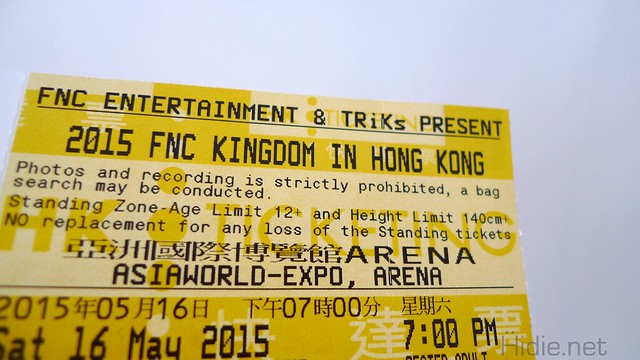 FNC ENTERTAINMENT & TRiKs PRESENT
2015 FNC KINGDOM IN HONG KONG
Photos and recording is strictly prohibited, a bag
search may be conducted.
Standing Zone-Age Limit 12+ and Height Limit 140cm+
NO replacement for any loss of the Standing tickets
亞洲國際博覽館ARENA
ASIAWORLD-EXPO, ARENA
2015年05月16日 下午07時00分 星期六
Sat 16 May 2015 7:00 PM
Hidie.net